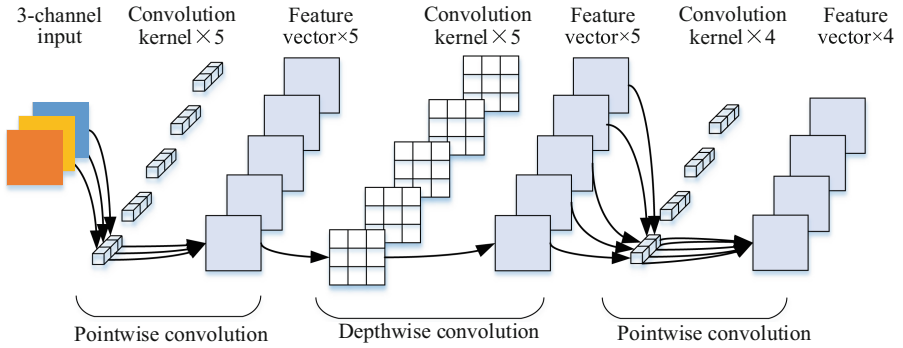 3-channel
input
Convolution
kernel×5
Feature
vector×5
Convolution
kernel×5
Feature
vector×5
Convolution
kernel×4
Feature
vector×4
Pointwise convolution
Depthwise convolution
Pointwise convolution